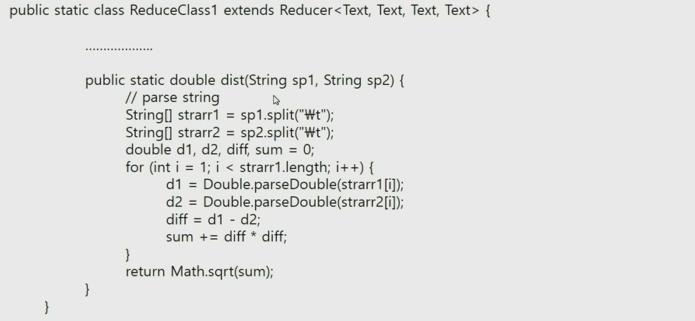 public static class ReduceClass1 extends Reducer<Text, Text, Text, Text> {
...................
public static double dist(String sp1, String sp2) {
// parse string
String[] strarr1 = sp1.split("₩t");
String[] strarr2 = sp2.split("₩t");
double d1, d2, diff, sum = 0;
for (int i = 1; i < strarr1.length; i++) {
d1 = Double.parseDouble(strarr1[i]);
d2 = Double.parseDouble(strarr2[i]);
diff = d1 - d2;
sum += diff * diff;
}
return Math.sqrt(sum);
}
}